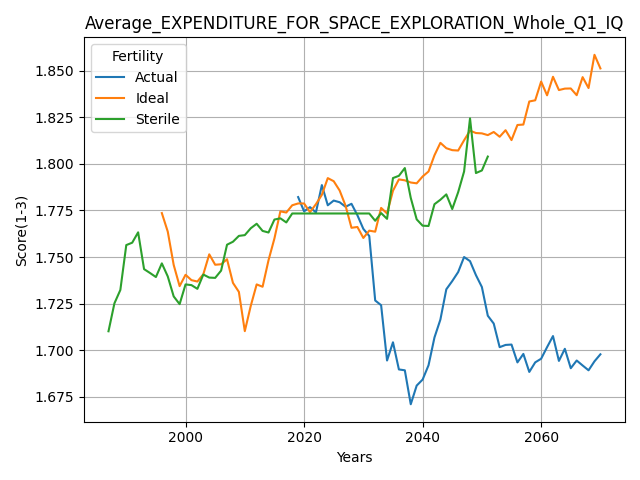 Average_EXPENDITURE_FOR_SPACE_EXPLORATION_Whole_Q1_IQ
Fertility
Actual
Ideal
Sterile
Score(1-3)
1.850
1.825
1.800
1.775
1.750
1.725
1.700
1.675
2000 2020 2040 2060
Years